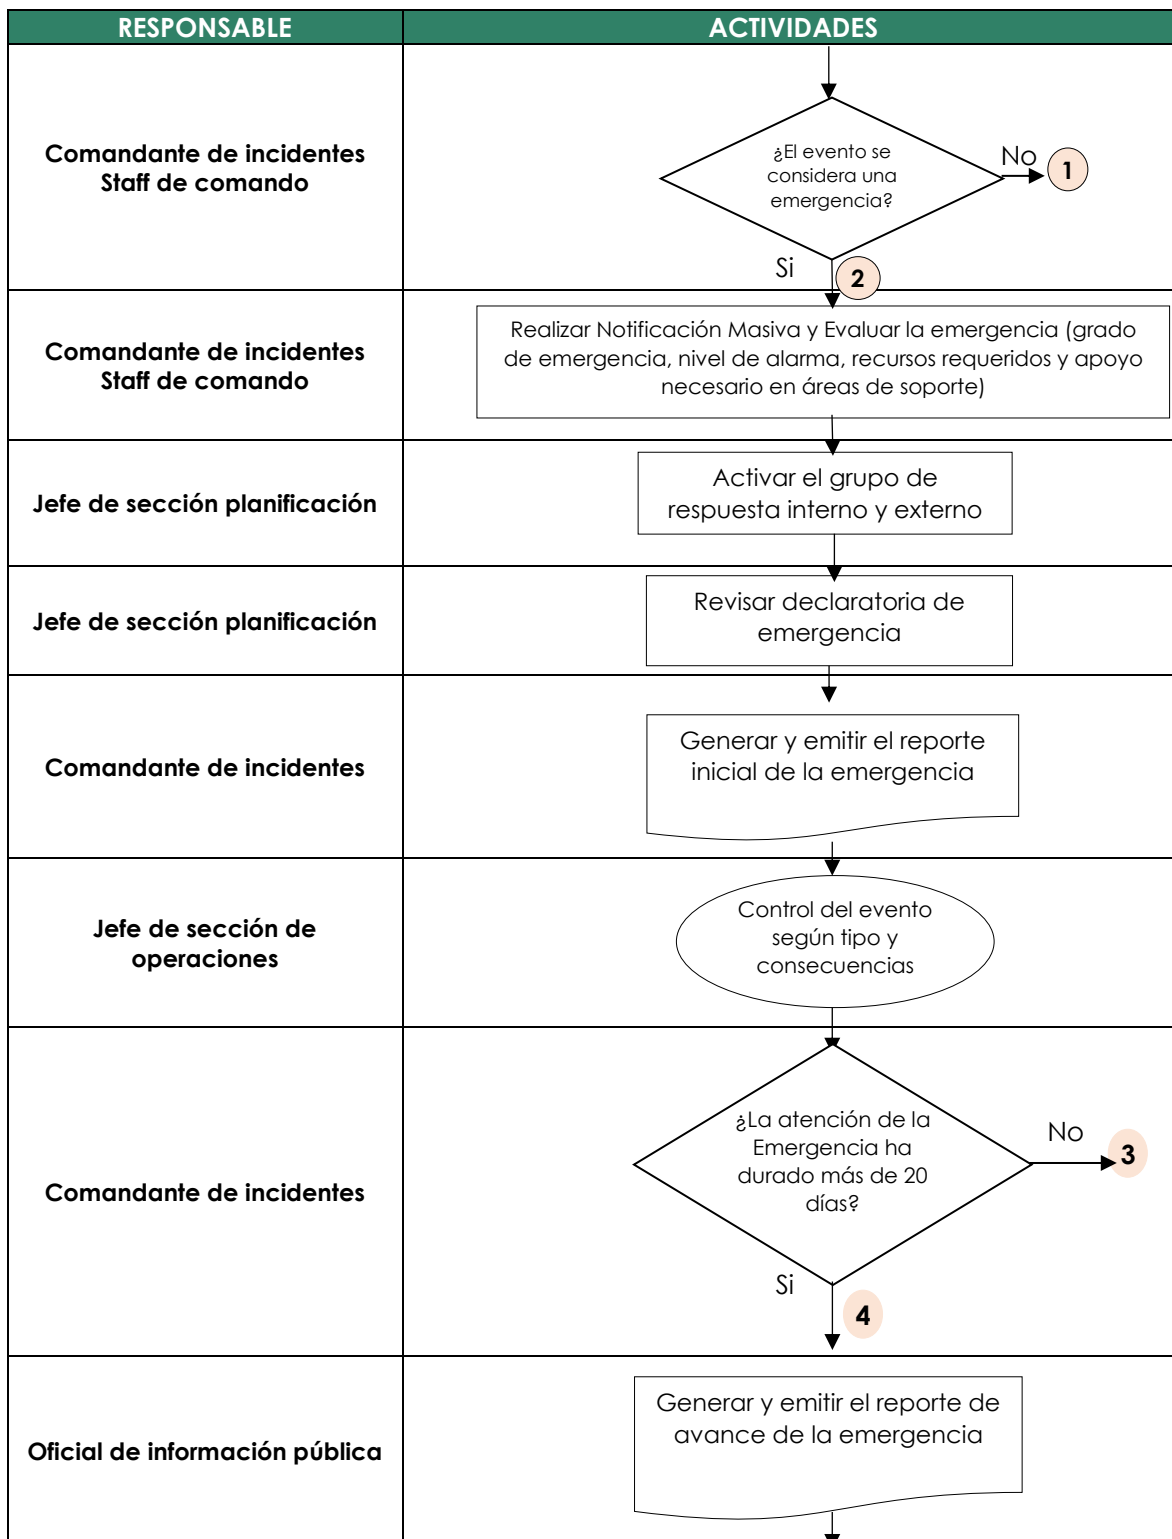 RESPONSABLE
ACTIVIDADES
Comandante de incidentes
Staff de comando
¿El evento se
considera una
emergencia?
No
1
Si
2
Comandante de incidentes
Staff de comando
Realizar Notificación Masiva y Evaluar la emergencia (grado
de emergencia, nivel de alarma, recursos requeridos y apoyo
necesario en áreas de soporte)
Jefe de sección planificación
Activar el grupo de
respuesta interno y externo
Jefe de sección planificación
Revisar declaratoria de
emergencia
Comandante de incidentes
Generar y emitir el reporte
inicial de la emergencia
Jefe de sección de
operaciones
Control del evento
según tipo y
consecuencias
Comandante de incidentes
¿La atención de la
Emergencia ha
durado más de 20
días?
No
3
Si
4
Oficial de información pública
Generar y emitir el reporte de
avance de la emergencia